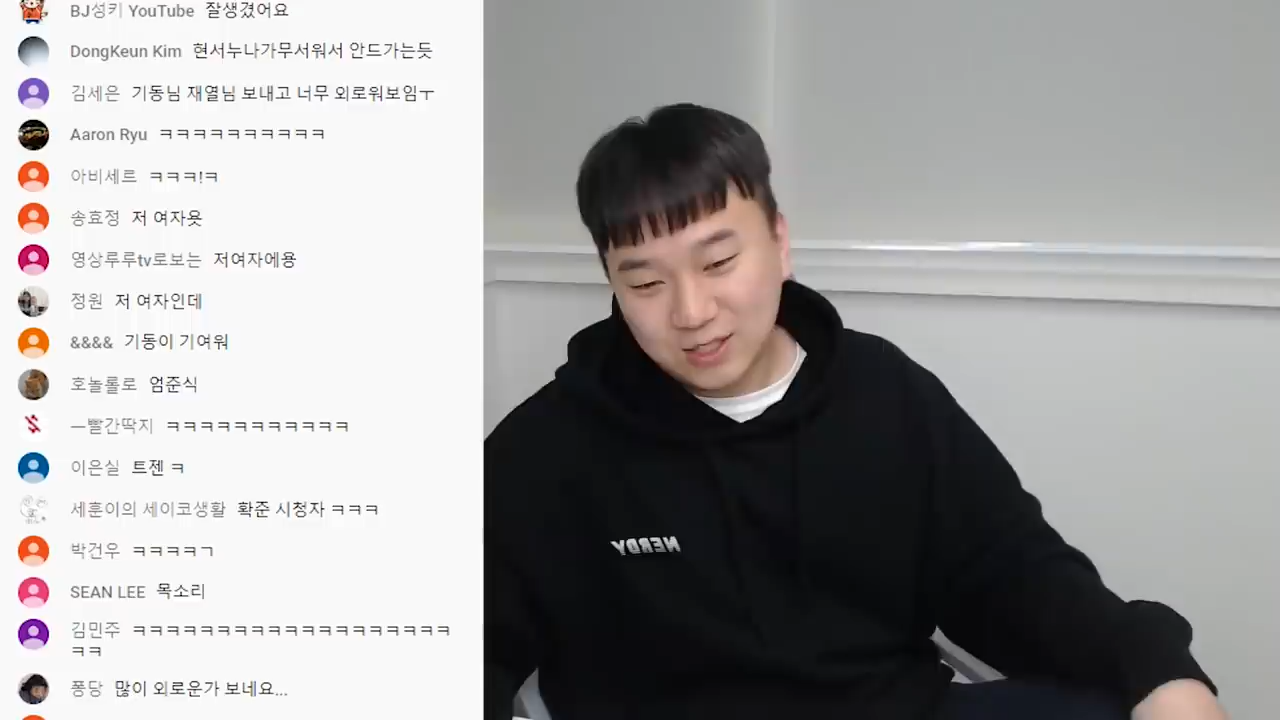 BJ성키 YouTube 잘생겼어요
DongKeun Kim 현서누나가무서워서 안드가는듯
김세은 기동님 재열님 보내고 너무 외로워보임ㅜ
Aaron Ryu ㅋㅋㅋㅋㅋㅋㅋㅋㅋㅋ
아비세르 ㅋㅋㅋ!ㅋ
송효정 저 여자욧
영상루루tv로보는 저여자에용
정원 저 여자인데
&&&& 기동이 기여워
호놀롤로 엄준식
ㅡ빨간딱지 ㅋㅋㅋㅋㅋㅋㅋㅋㅋㅋㅋ
이은실 트젠 ㅋ
세훈이의 세이코생활 확준 시청자 ㅋㅋㅋ
박건우 ㅋㅋㅋㅋㄱ
SEAN LEE 목소리
김민주 ㅋㅋㅋㅋㅋㅋㅋㅋㅋㅋㅋㅋㅋㅋㅋㅋㅋㅋㅋ
ㅋㅋ
퐁당 많이 외로운가 보네요...
NERDY